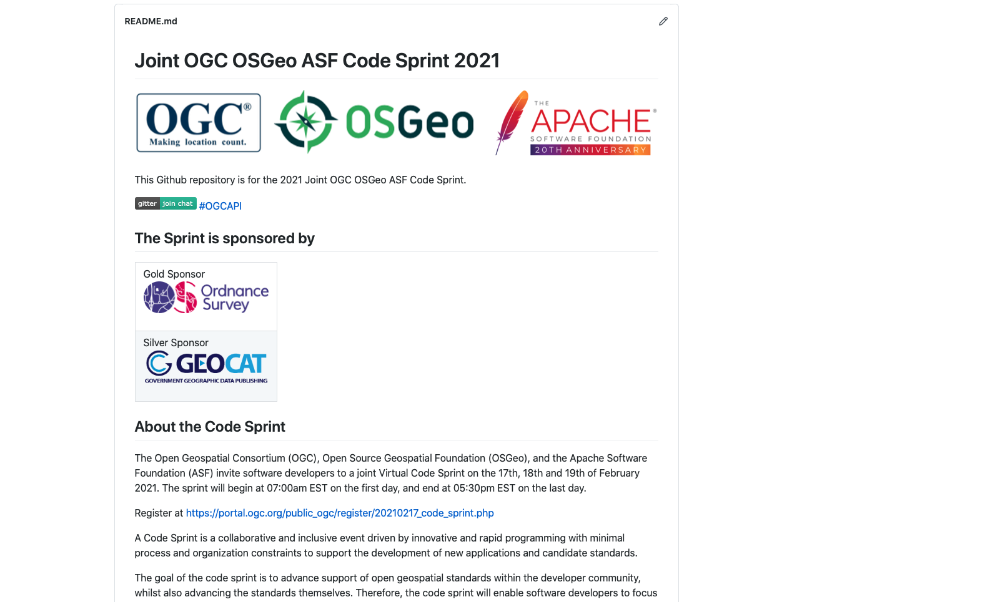 README.md
Joint OGC OSGeo ASF Code Sprint 2021
OGC®
Making location count.
OSGeo
THE
APACHE®
SOFTWARE FOUNDATION
20TH ANNIVERSARY
This Github repository is for the 2021 Joint OGC OSGeo ASF Code Sprint.
gitter join chat #OGCAPI
The Sprint is sponsored by
Gold Sponsor
OS Ordnance
Survey
Silver Sponsor
GEOCAT
GOVERNMENT GEOGRAPHIC DATA PUBLISHING
About the Code Sprint
The Open Geospatial Consortium (OGC), Open Source Geospatial Foundation (OSGeo), and the Apache Software
Foundation (ASF) invite software developers to a joint Virtual Code Sprint on the 17th, 18th and 19th of February
2021. The sprint will begin at 07:00am EST on the first day, and end at 05:30pm EST on the last day.
Register at https://portal.ogc.org/public_ogc/register/20210217_code_sprint.php
A Code Sprint is a collaborative and inclusive event driven by innovative and rapid programming with minimal
process and organization constraints to support the development of new applications and candidate standards.
The goal of the code sprint is to advance support of open geospatial standards within the developer community,
whilst also advancing the standards themselves. Therefore, the code sprint will enable software developers to focus